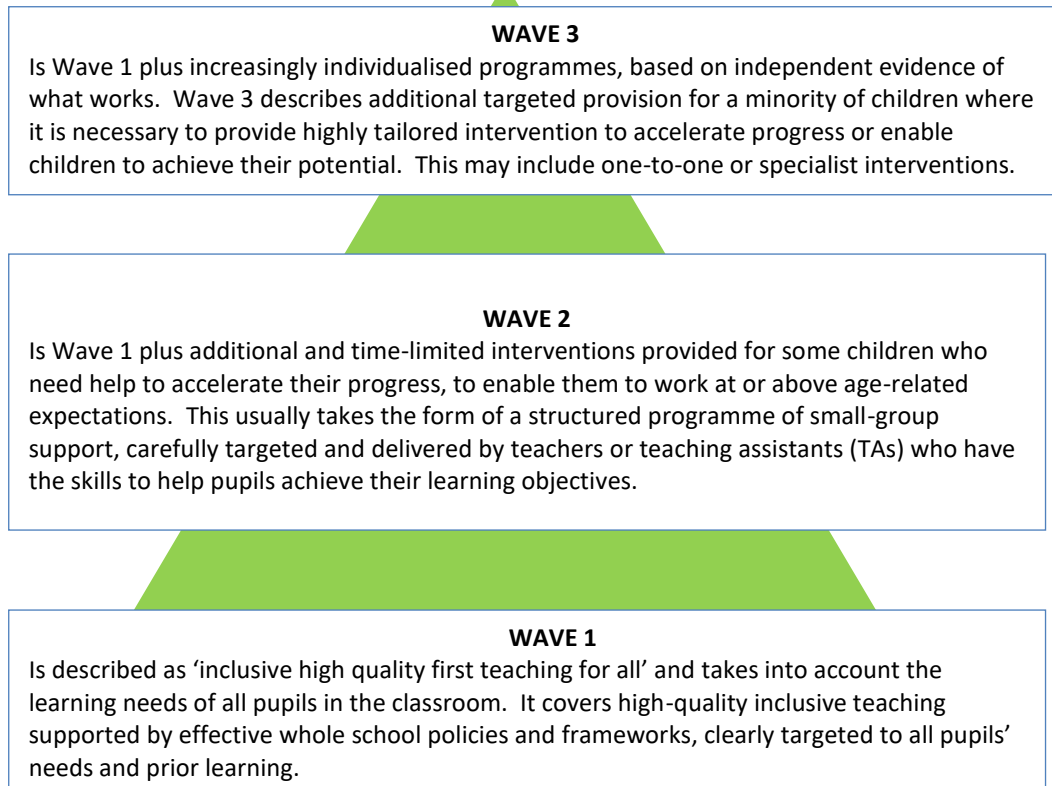 WAVE 3
Is Wave 1 plus increasingly individualised programmes, based on independent evidence of
what works.  Wave 3 describes additional targeted provision for a minority of children where
it is necessary to provide highly tailored intervention to accelerate progress or enable
children to achieve their potential.  This may include one-to-one or specialist interventions.
WAVE 2
Is Wave 1 plus additional and time-limited interventions provided for some children who
need help to accelerate their progress, to enable them to work at or above age-related
expectations.  This usually takes the form of a structured programme of small-group
support, carefully targeted and delivered by teachers or teaching assistants (TAs) who have
the skills to help pupils achieve their learning objectives.
WAVE 1
Is described as ‘inclusive high quality first teaching for all’ and takes into account the
learning needs of all pupils in the classroom.  It covers high-quality inclusive teaching
supported by effective whole school policies and frameworks, clearly targeted to all pupils’
needs and prior learning.